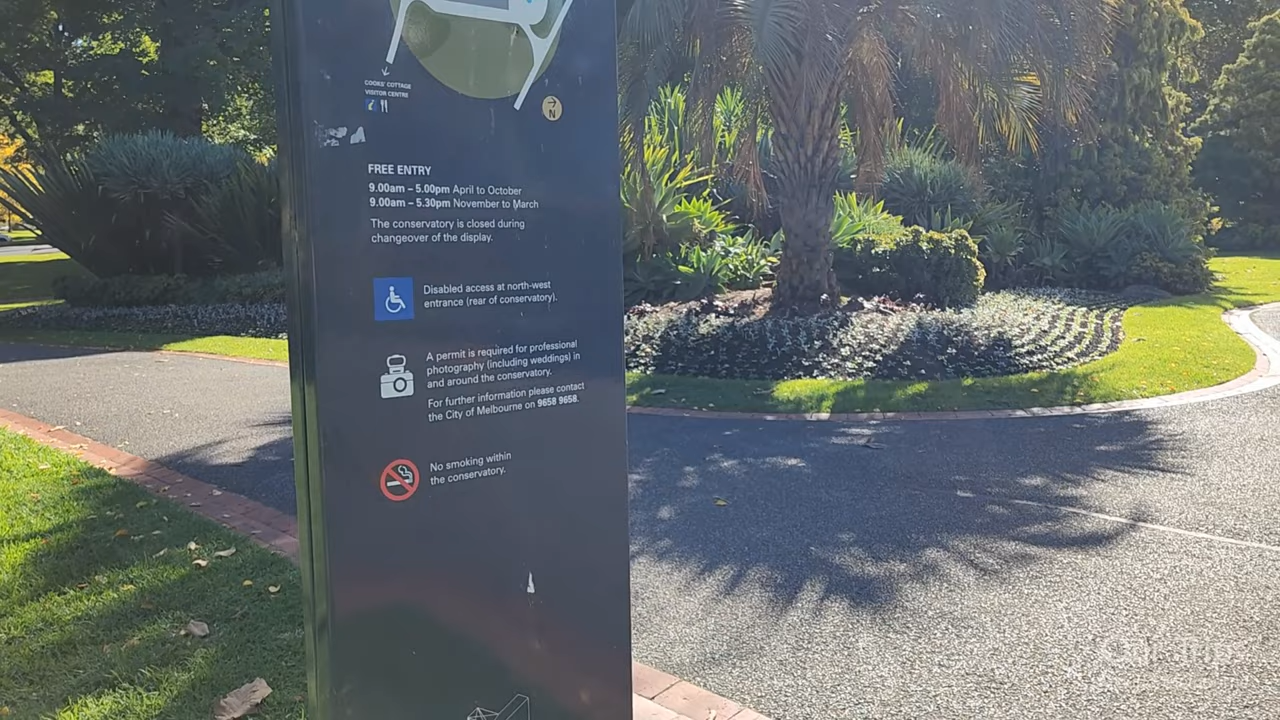 COOKS' COTTAGE
VISITOR CENTRE
N
FREE ENTRY
9.00am – 5.00pm April to October
9.00am – 5.30pm November to March
The conservatory is closed during
changeover of the display.
Disabled access at north-west
entrance (rear of conservatory).
A permit is required for professional
photography (including weddings) in
and around the conservatory.
For further information please contact
the City of Melbourne on 9658 9658.
No smoking within
the conservatory.